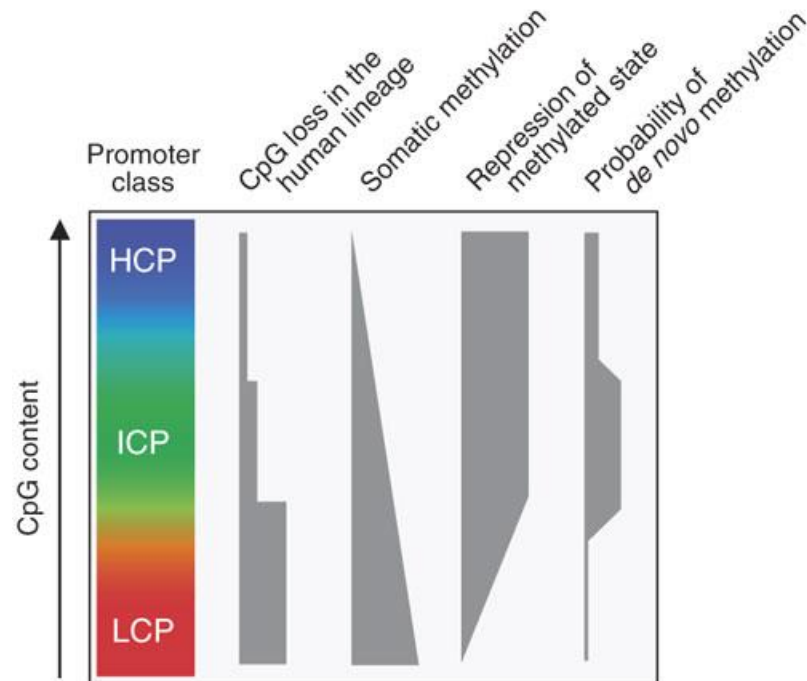 Promoter
class
CpG loss in the
human lineage
Somatic methylation
Repression of
methylated state
Probability of
de novo methylation
CpG content
HCP
ICP
LCP